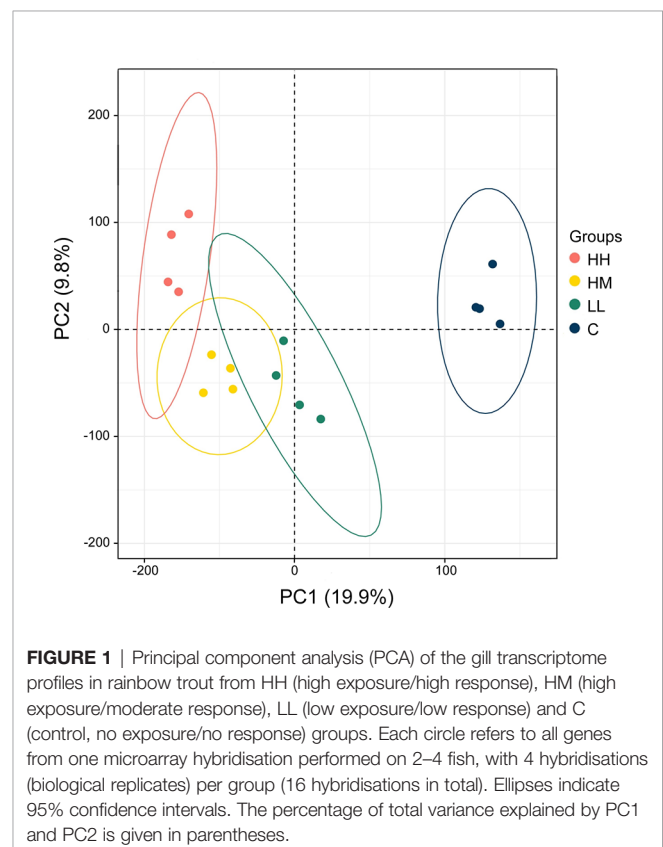 200
100
0
-100
-200
PC2 (9.8%)
-200
0
100
PC1 (19.9%)
Groups
HH
HM
LL
C
FIGURE 1 | Principal component analysis (PCA) of the gill transcriptome
profiles in rainbow trout from HH (high exposure/high response), HM (high
exposure/moderate response), LL (low exposure/low response) and C
(control, no exposure/no response) groups. Each circle refers to all genes
from one microarray hybridisation performed on 2–4 fish, with 4 hybridisations
(biological replicates) per group (16 hybridisations in total). Ellipses indicate
95% confidence intervals. The percentage of total variance explained by PC1
and PC2 is given in parentheses.